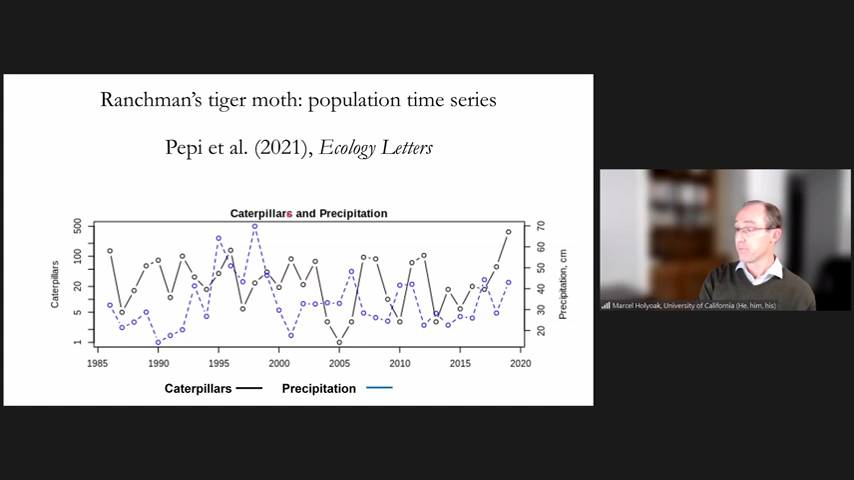 Ranchman's tiger moth: population time series
Pepi et al. (2021), Ecology Letters
Caterpillars and Precipitation
Caterpillars
500
100
20
5
1
70
60
50
40
30
20
Precipitation, cm
1985 1990 1995 2000 2005 2010 2015 2020
Caterpillars Precipitation
Marcel Holyoak, University of California (He, him, his)